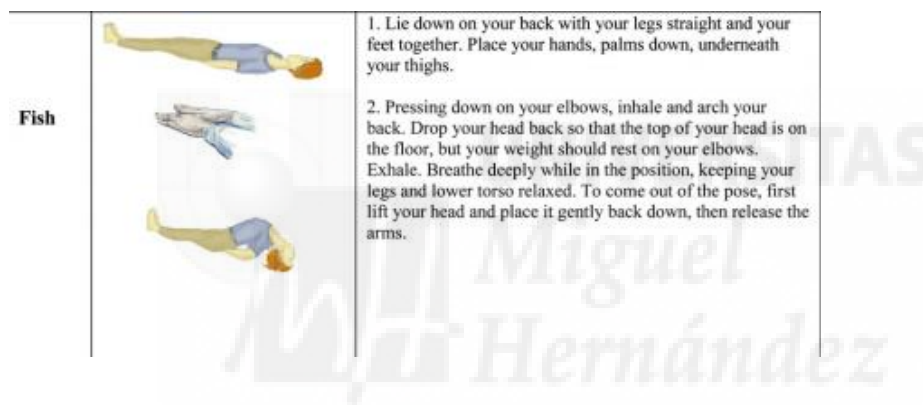 Fish
1. Lie down on your back with your legs straight and your
feet together. Place your hands, palms down, underneath
your thighs.
2. Pressing down on your elbows, inhale and arch your
back. Drop your head back so that the top of your head is on
the floor, but your weight should rest on your elbows.
Exhale. Breathe deeply while in the position, keeping your
legs and lower torso relaxed. To come out of the pose, first
lift your head and place it gently back down, then release the
arms.
Miguel
Hernández